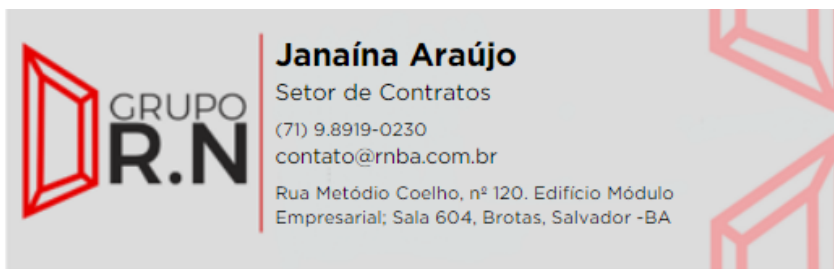 GRUPO
R.N
Janaína Araújo
Setor de Contratos
(71) 9.8919-0230
contato@rnba.com.br
Rua Metódio Coelho, nº 120. Edifício Módulo
Empresarial; Sala 604, Brotas, Salvador -BA